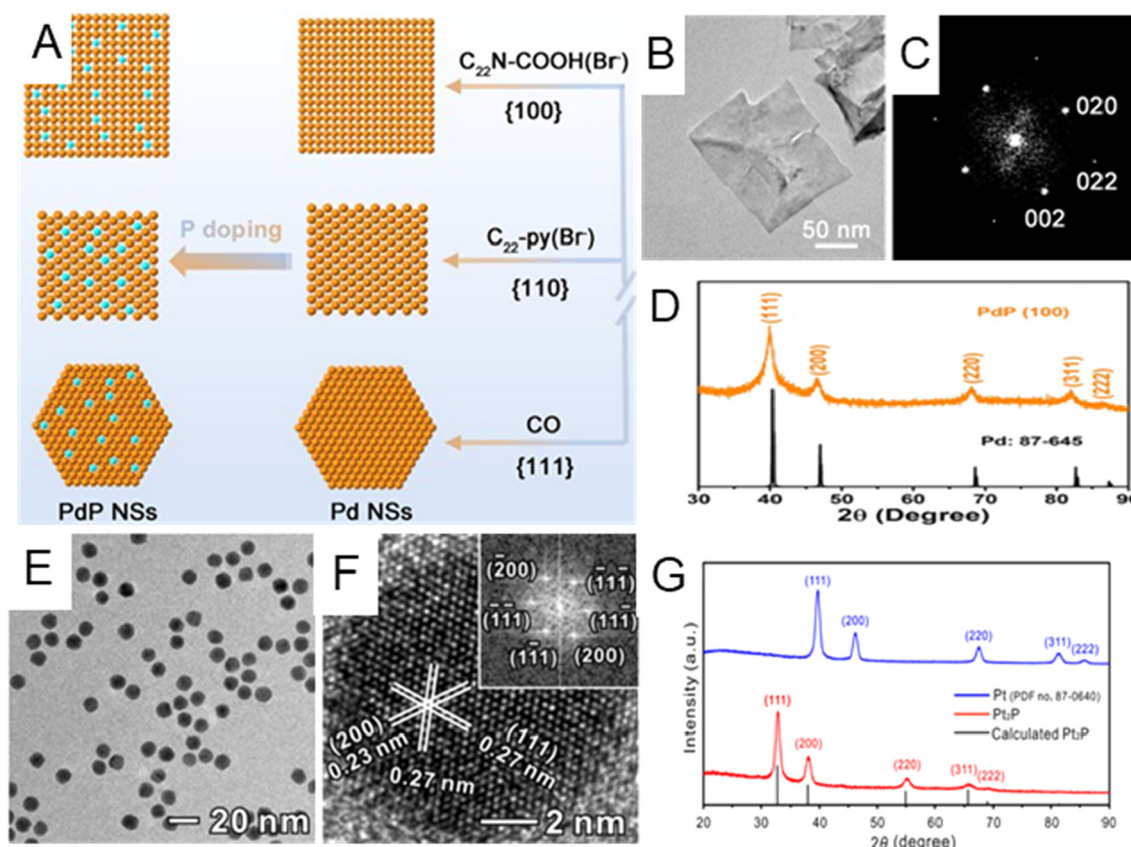 A
C₂₂N-COOH(Br⁻)
{100}
P doping
C₂₂-py(Br⁻)
{110}
CO
{111}
PdP NSs
Pd NSs
B
50 nm
C
020
022
002
D
PdP (100)
(111)
(200)
(220)
(311)
(222)
Pd: 87-645
30 40 50 60 70 80 90
2θ (Degree)
E
20 nm
F
(2̄00)
(1̄11̄)
(1̄1̄1)
(111̄)
(11̄1)
(200)
(200)
0.23 nm
0.27 nm
(111)
0.27nm
2 nm
G
Intensity (a.u.)
(111)
(200)
(220)
(311)
(222)
Pt (PDF no. 87-0640)
Pt₂P
Calculated Pt₂P
(111)
(200)
(220)
(311)
(222)
20 30 40 50 60 70 80 90
2θ (degree)